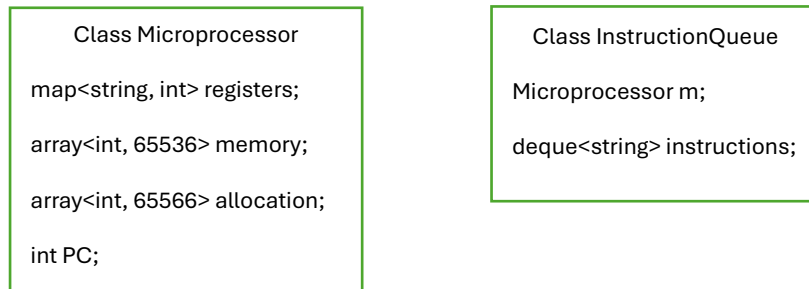 Class Microprocessor
map<string, int> registers;
array<int, 65536> memory;
array<int, 65566> allocation;
int PC;
Class InstructionQueue
Microprocessor m;
deque<string> instructions;